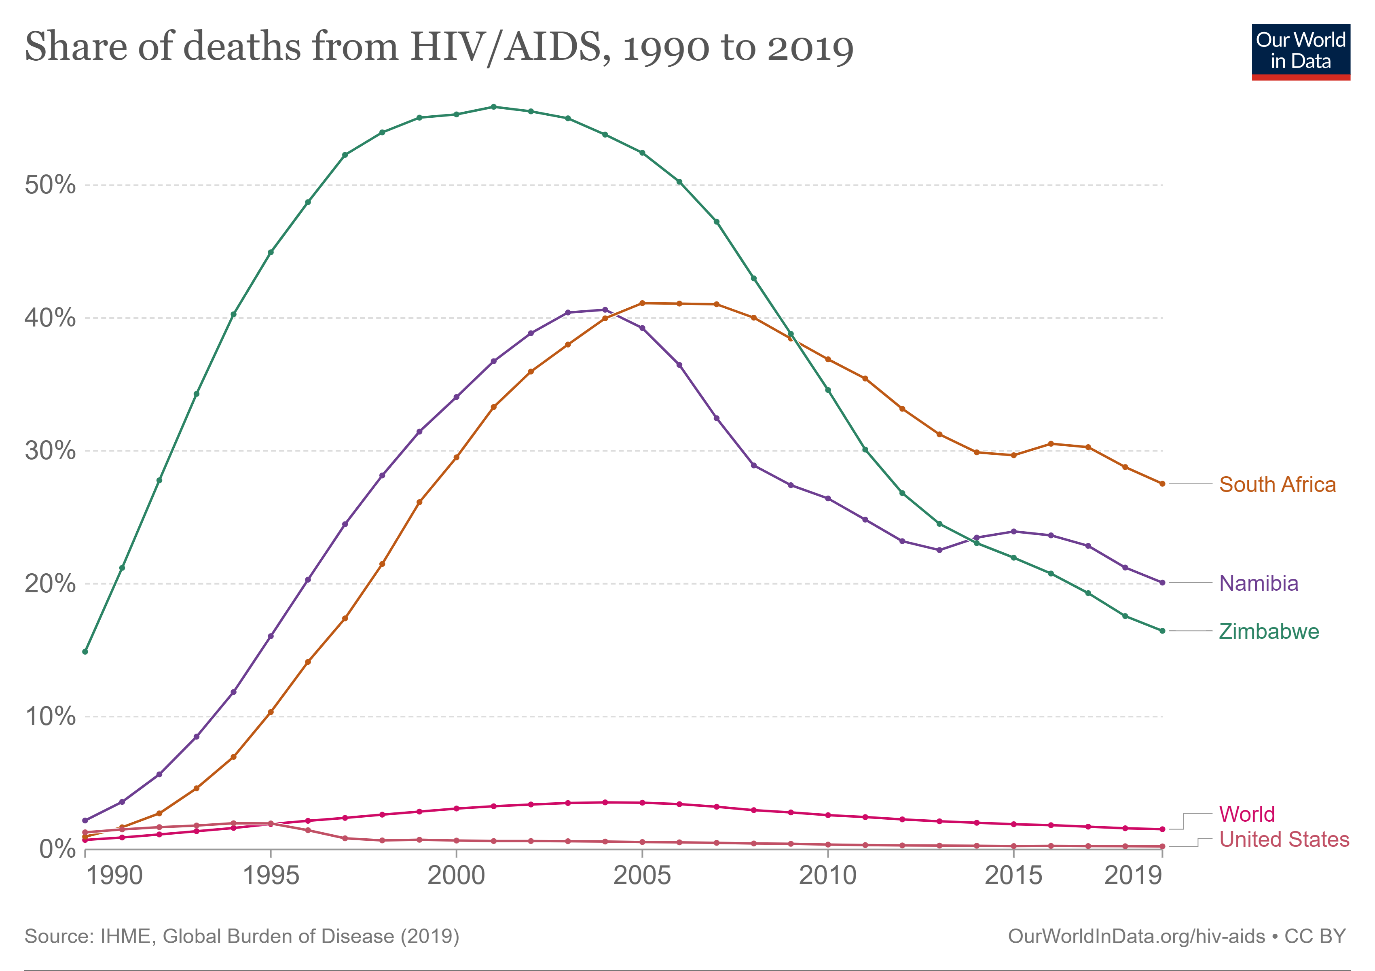 Share of deaths from HIV/AIDS, 1990 to 2019
Our World
in Data
50%
40%
30%
20%
10%
0%
South Africa
Namibia
Zimbabwe
World
United States
1990
1995
2000
2005
2010
2015
2019
Source: IHME, Global Burden of Disease (2019)
OurWorldInData.org/hiv-aids • CC BY